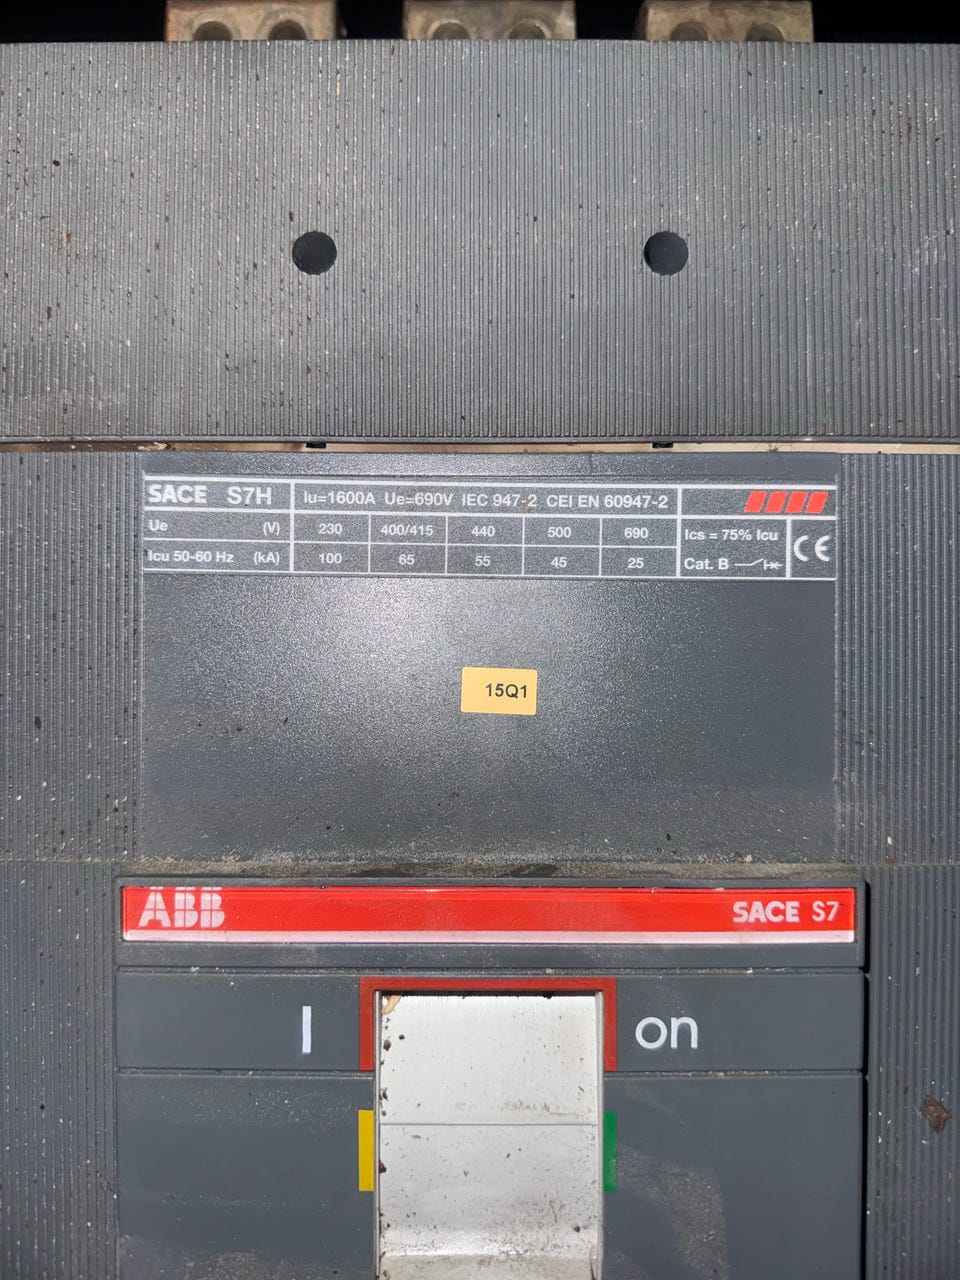 SACE S7H Iu=1600A Ue=690V IEC 947-2 CEI EN 60947-2
Ue (V) 230 400/415 440 500 690 Ics = 75% Icu
Icu 50-60 Hz (kA) 100 65 55 45 25 Cat. B
CE
15Q1
ABB SACE S7
I on